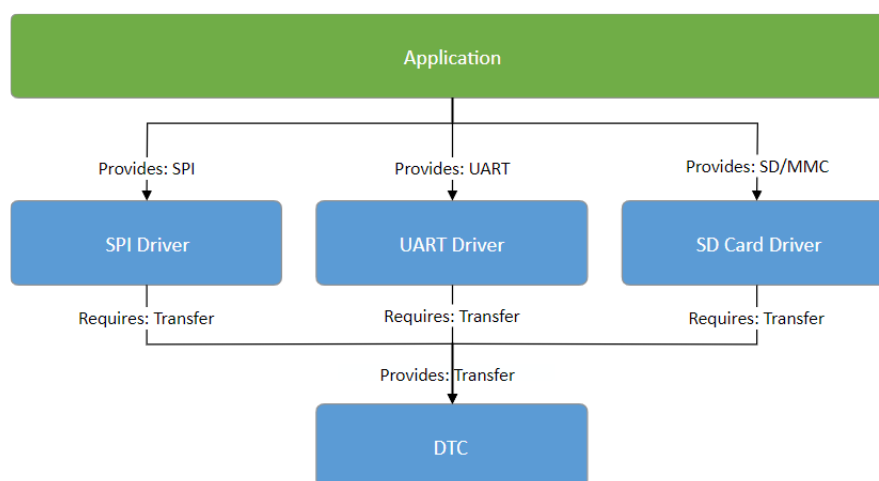 Application
Provides: SPI
Provides: UART
Provides: SD/MMC
SPI Driver
UART Driver
SD Card Driver
Requires: Transfer
Requires: Transfer
Requires: Transfer
Provides: Transfer
DTC